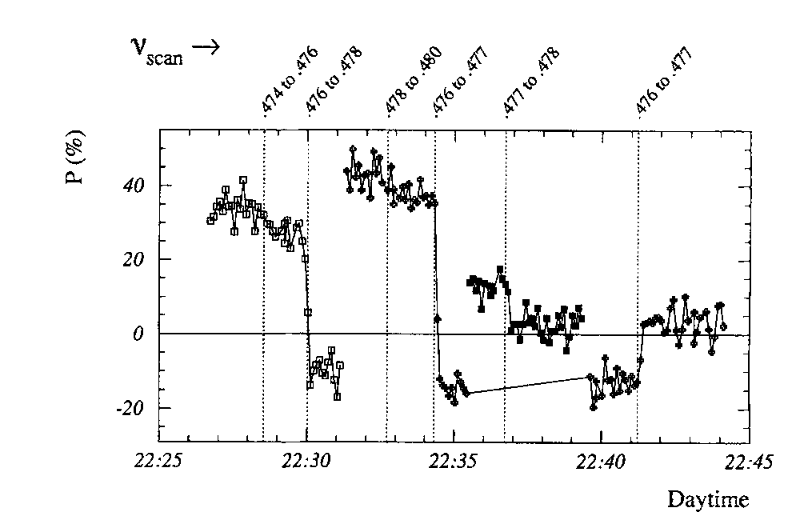 νscan →
.474 to .476
.476 to .478
.478 to .480
.476 to .477
.477 to .478
.476 to .477
P (%)
40
20
0
-20
22:25 22:30 22:35 22:40 22:45
Daytime